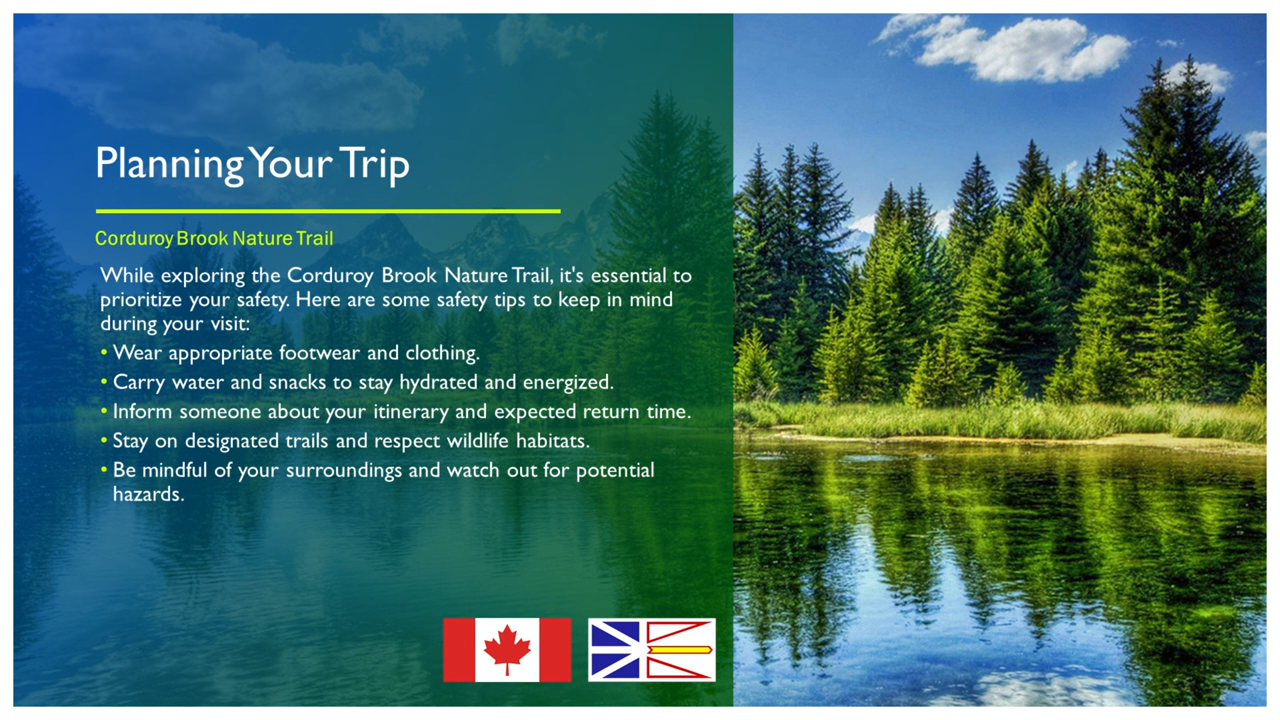 Planning Your Trip
Corduroy Brook Nature Trail
While exploring the Corduroy Brook Nature Trail, it's essential to
prioritize your safety. Here are some safety tips to keep in mind
during your visit:
• Wear appropriate footwear and clothing.
• Carry water and snacks to stay hydrated and energized.
• Inform someone about your itinerary and expected return time.
• Stay on designated trails and respect wildlife habitats.
• Be mindful of your surroundings and watch out for potential
hazards.